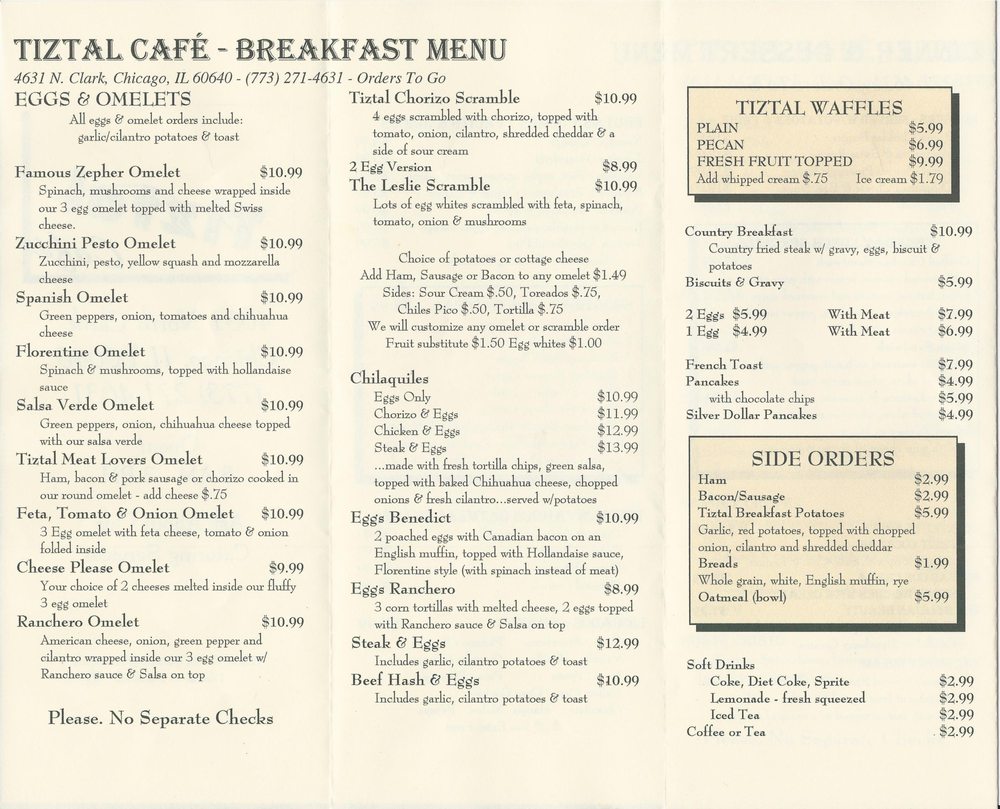 TIZTAL CAFÉ - BREAKFAST MENU
4631 N. Clark, Chicago, IL 60640 - (773) 271-4631 - Orders To Go
EGGS & OMELETS
All eggs & omelet orders include:
garlic/cilantro potatoes & toast
Famous Zepher Omelet $10.99
Spinach, mushrooms and cheese wrapped inside
our 3 egg omelet topped with melted Swiss
cheese.
Zucchini Pesto Omelet $10.99
Zucchini, pesto, yellow squash and mozzarella
cheese
Spanish Omelet $10.99
Green peppers, onion, tomatoes and chihuahua
cheese
Florentine Omelet $10.99
Spinach & mushrooms, topped with hollandaise
sauce
Salsa Verde Omelet $10.99
Green peppers, onion, chihuahua cheese topped
with our salsa verde
Tiztal Meat Lovers Omelet $10.99
Ham, bacon & pork sausage or chorizo cooked in
our round omelet - add cheese $.75
Feta, Tomato & Onion Omelet $10.99
3 Egg omelet with feta cheese, tomato & onion
folded inside
Cheese Please Omelet $9.99
Your choice of 2 cheeses melted inside our fluffy
3 egg omelet
Ranchero Omelet $10.99
American cheese, onion, green pepper and
cilantro wrapped inside our 3 egg omelet w/
Ranchero sauce & Salsa on top
Please. No Separate Checks
Tiztal Chorizo Scramble $10.99
4 eggs scrambled with chorizo, topped with
tomato, onion, cilantro, shredded cheddar & a
side of sour cream
2 Egg Version $8.99
The Leslie Scramble $10.99
Lots of egg whites scrambled with feta, spinach,
tomato, onion & mushrooms
Choice of potatoes or cottage cheese
Add Ham, Sausage or Bacon to any omelet $1.49
Sides: Sour Cream $.50, Toreados $.75,
Chiles Pico $.50, Tortilla $.75
We will customize any omelet or scramble order
Fruit substitute $1.50 Egg whites $1.00
Chilaquiles
Eggs Only $10.99
Chorizo & Eggs $11.99
Chicken & Eggs $12.99
Steak & Eggs $13.99
...made with fresh tortilla chips, green salsa,
topped with baked Chihuahua cheese, chopped
onions & fresh cilantro...served w/potatoes
Eggs Benedict $10.99
2 poached eggs with Canadian bacon on an
English muffin, topped with Hollandaise sauce,
Florentine style (with spinach instead of meat)
Eggs Ranchero $8.99
3 corn tortillas with melted cheese, 2 eggs topped
with Ranchero sauce & Salsa on top
Steak & Eggs $12.99
Includes garlic, cilantro potatoes & toast
Beef Hash & Eggs $10.99
Includes garlic, cilantro potatoes & toast
TIZTAL WAFFLES
PLAIN $5.99
PECAN $6.99
FRESH FRUIT TOPPED $9.99
Add whipped cream $.75 Ice cream $1.79
Country Breakfast $10.99
Country fried steak w/ gravy, eggs, biscuit &
potatoes
Biscuits & Gravy $5.99
2 Eggs $5.99 With Meat $7.99
1 Egg $4.99 With Meat $6.99
French Toast $7.99
Pancakes $4.99
with chocolate chips $5.99
Silver Dollar Pancakes $4.99
SIDE ORDERS
Ham $2.99
Bacon/Sausage $2.99
Tiztal Breakfast Potatoes $5.99
Garlic, red potatoes, topped with chopped
onion, cilantro and shredded cheddar
Breads $1.99
Whole grain, white, English muffin, rye
Oatmeal (bowl) $5.99
Soft Drinks
Coke, Diet Coke, Sprite $2.99
Lemonade - fresh squeezed $2.99
Iced Tea $2.99
Coffee or Tea $2.99